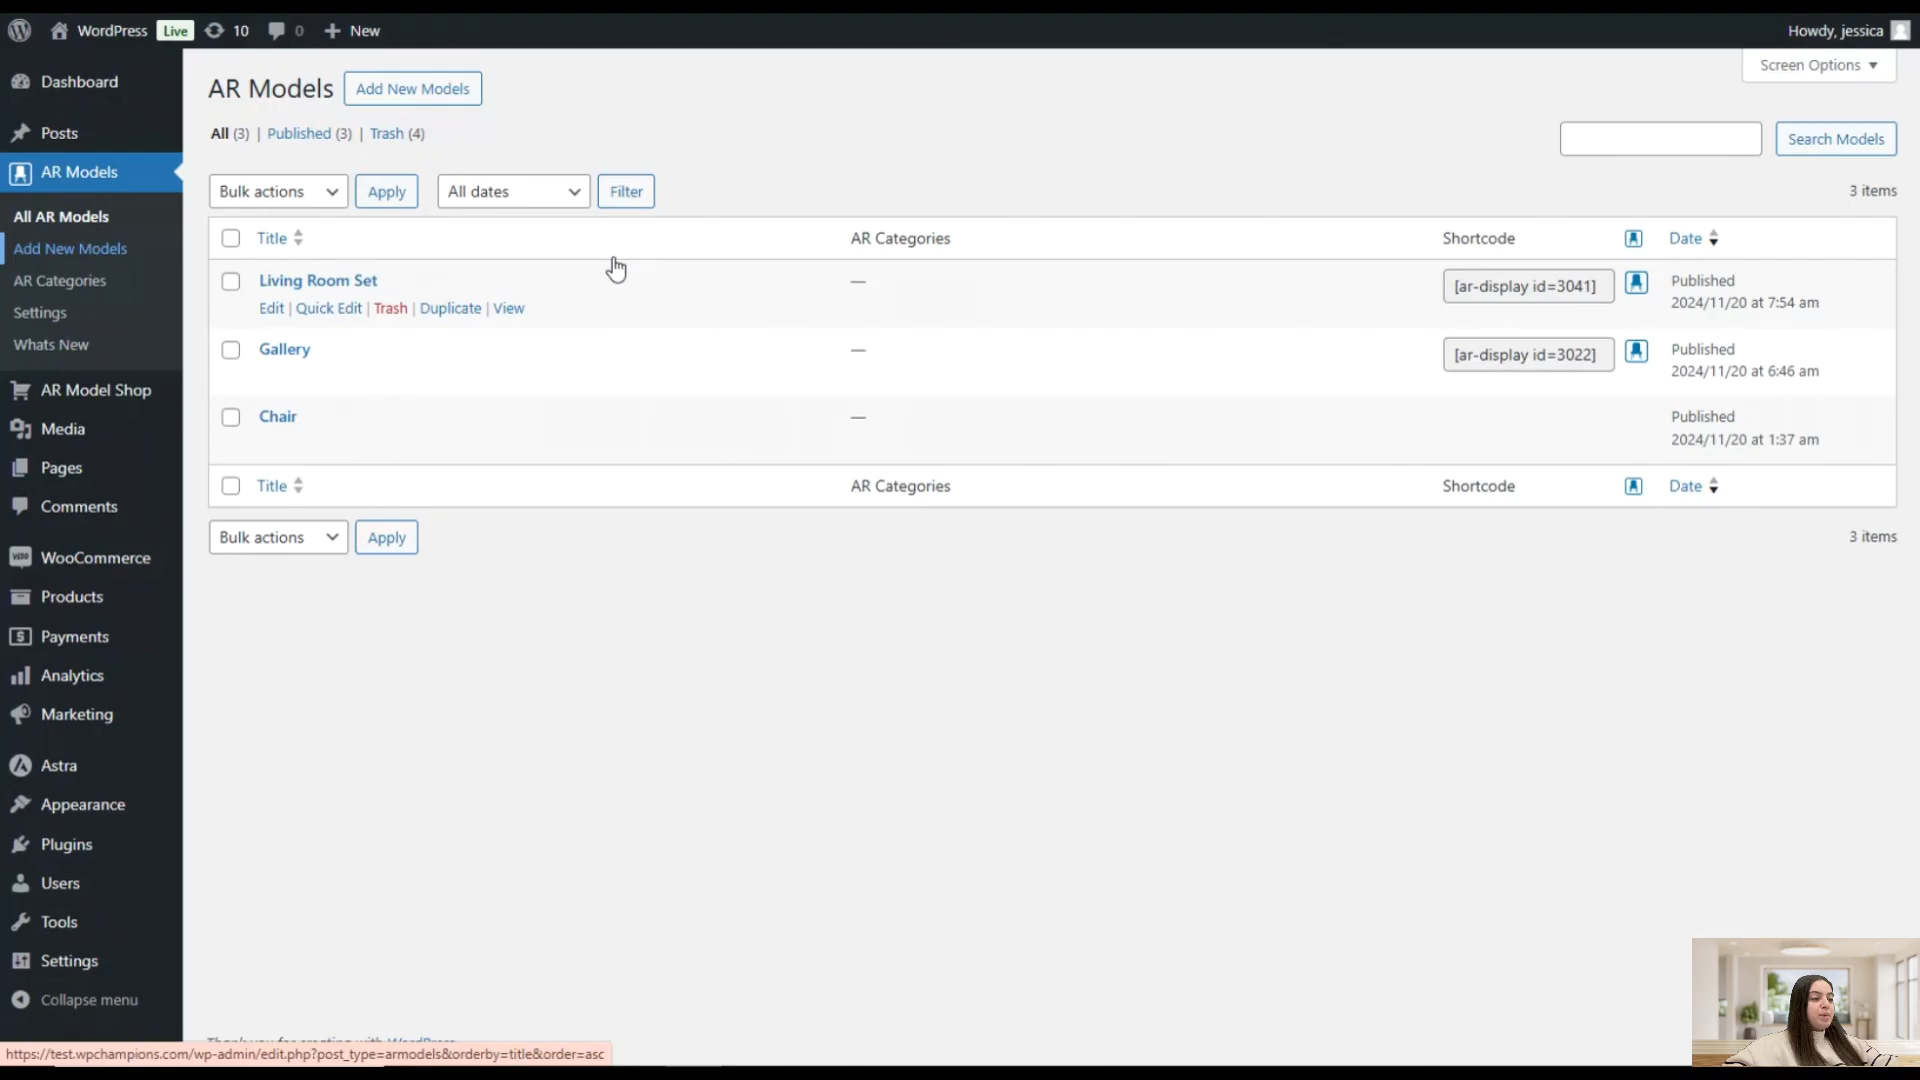 WordPress Live 10 0 New Howdy, jessica
Screen Options
Dashboard
Posts
AR Models
All AR Models
Add New Models
AR Categories
Settings
Whats New
AR Model Shop
Media
Pages
Comments
WooCommerce
Products
Payments
Analytics
Marketing
Astra
Appearance
Plugins
Users
Tools
Settings
Collapse menu
AR Models Add New Models
All (3) | Published (3) | Trash (4)
Search Models
Bulk actions Apply All dates Filter 3 items
Title AR Categories Shortcode Date
Living Room Set — [ar-display id=3041] Published
Edit | Quick Edit | Trash | Duplicate | View 2024/11/20 at 7:54 am
Gallery — [ar-display id=3022] Published
2024/11/20 at 6:46 am
Chair — Published
2024/11/20 at 1:37 am
Title AR Categories Shortcode Date
Bulk actions Apply 3 items
Thank you for creating with WordPress
https://test.wpchampions.com/wp-admin/edit.php?post_type=armodels&orderby=title&order=asc